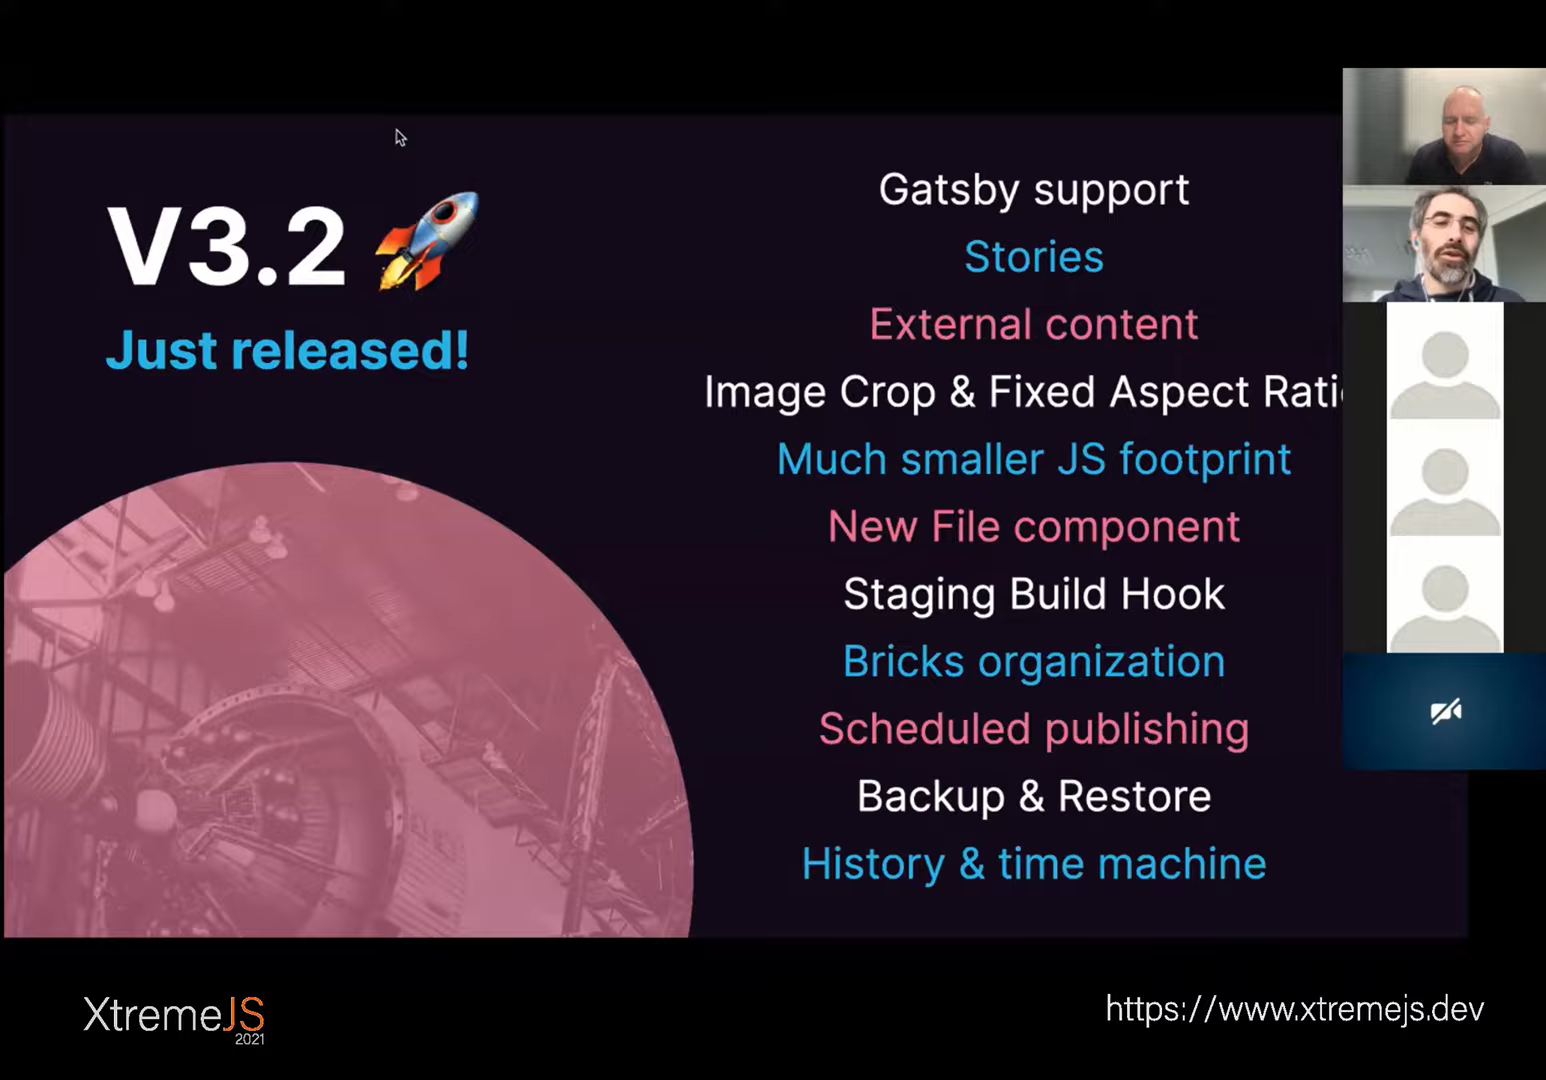 V3.2
Just released!
Gatsby support
Stories
External content
Image Crop & Fixed Aspect Rati
Much smaller JS footprint
New File component
Staging Build Hook
Bricks organization
Scheduled publishing
Backup & Restore
History & time machine
XtremeJS
2021
https://www.xtremejs.dev